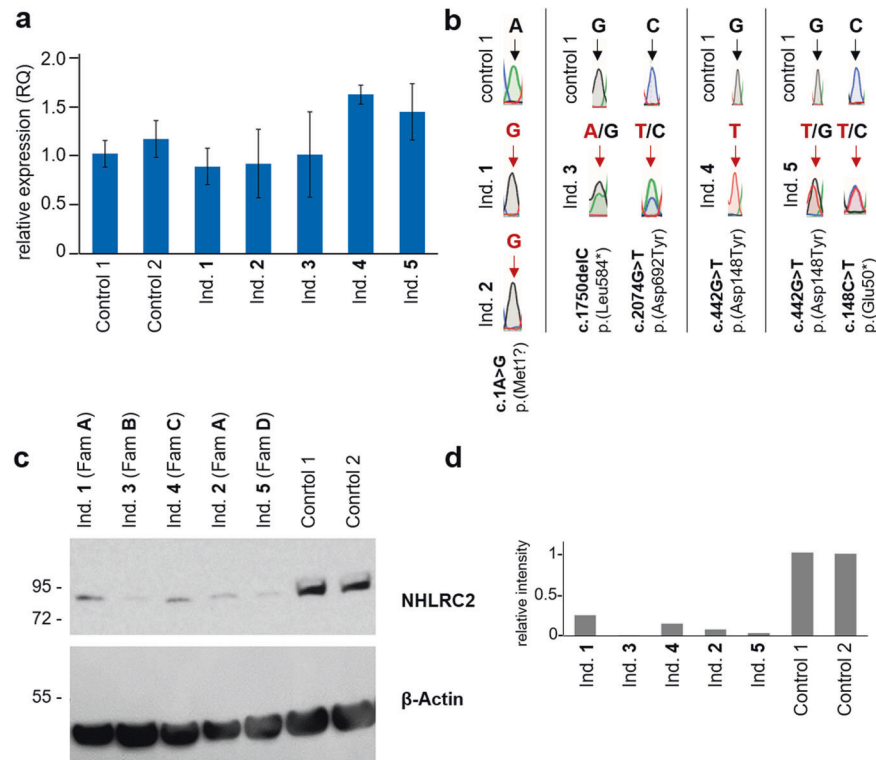 a
relative expression (RQ)
2.0
1.5
1.0
0.5
0
Control 1
Control 2
Ind. 1
Ind. 2
Ind. 3
Ind. 4
Ind. 5
b
A
control 1
G
Ind. 1
G
Ind. 2
c.1A>G
p.(Met1?)
G C
control 1
A/G T/C
Ind. 3
c.1750delC
p.(Leu584*)
c.2074G>T
p.(Asp692Tyr)
G
control 1
T
Ind. 4
c.442G>T
p.(Asp148Tyr)
G C
control 1
T/G T/C
Ind. 5
c.442G>T
p.(Asp148Tyr)
c.148C>T
p.(Glu50*)
c
Ind. 1 (Fam A)
Ind. 3 (Fam B)
Ind. 4 (Fam C)
Ind. 2 (Fam A)
Ind. 5 (Fam D)
Conrtol 1
Conrtol 2
95 -
72 -
NHLRC2
55 -
β-Actin
d
relative intensity
1
0.5
0
Ind. 1
Ind. 3
Ind. 4
Ind. 2
Ind. 5
Control 1
Control 2